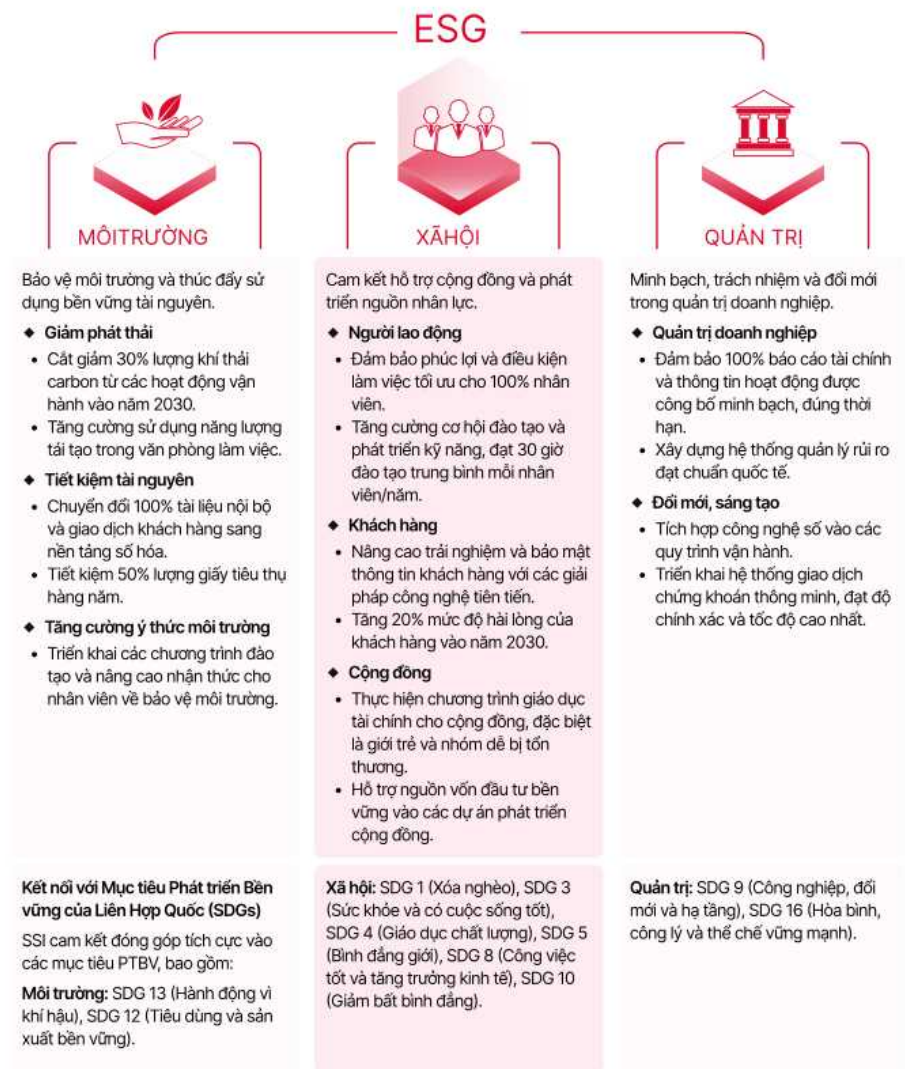 ESG
MÔITRƯỜNG
Bảo vệ môi trường và thúc đẩy sử
dụng bền vững tài nguyên.
◆ Giảm phát thải
• Cắt giảm 30% lượng khí thải
carbon từ các hoạt động vận
hành vào năm 2030.
• Tăng cường sử dụng năng lượng
tái tạo trong văn phòng làm việc.
◆ Tiết kiệm tài nguyên
• Chuyển đổi 100% tài liệu nội bộ
và giao dịch khách hàng sang
nền tảng số hóa.
• Tiết kiệm 50% lượng giấy tiêu thụ
hàng năm.
◆ Tăng cường ý thức môi trường
• Triển khai các chương trình đào
tạo và nâng cao nhận thức cho
nhân viên về bảo vệ môi trường.
XÃHỘI
Cam kết hỗ trợ cộng đồng và phát
triển nguồn nhân lực.
◆ Người lao động
• Đảm bảo phúc lợi và điều kiện
làm việc tối ưu cho 100% nhân
viên.
• Tăng cường cơ hội đào tạo và
phát triển kỹ năng, đạt 30 giờ
đào tạo trung bình mỗi nhân
viên/năm.
◆ Khách hàng
• Nâng cao trải nghiệm và bảo mật
thông tin khách hàng với các giải
pháp công nghệ tiên tiến.
• Tăng 20% mức độ hài lòng của
khách hàng vào năm 2030.
◆ Cộng đồng
• Thực hiện chương trình giáo dục
tài chính cho cộng đồng, đặc biệt
là giới trẻ và nhóm dễ bị tổn
thương.
• Hỗ trợ nguồn vốn đầu tư bền
vững vào các dự án phát triển
cộng đồng.
QUẢN TRỊ
Minh bạch, trách nhiệm và đổi mới
trong quản trị doanh nghiệp.
◆ Quản trị doanh nghiệp
• Đảm bảo 100% báo cáo tài chính
và thông tin hoạt động được
công bố minh bạch, đúng thời
hạn.
• Xây dựng hệ thống quản lý rủi ro
đạt chuẩn quốc tế.
◆ Đổi mới, sáng tạo
• Tích hợp công nghệ số vào các
quy trình vận hành.
• Triển khai hệ thống giao dịch
chứng khoán thông minh, đạt độ
chính xác và tốc độ cao nhất.
Kết nối với Mục tiêu Phát triển Bền
vững của Liên Hợp Quốc (SDGs)
SSI cam kết đóng góp tích cực vào
các mục tiêu PTBV, bao gồm:
Môi trường: SDG 13 (Hành động vì
khí hậu), SDG 12 (Tiêu dùng và sản
xuất bền vững).
Xã hội: SDG 1 (Xóa nghèo), SDG 3
(Sức khỏe và có cuộc sống tốt),
SDG 4 (Giáo dục chất lượng), SDG 5
(Bình đẳng giới), SDG 8 (Công việc
tốt và tăng trưởng kinh tế), SDG 10
(Giảm bất bình đẳng).
Quản trị: SDG 9 (Công nghiệp, đổi
mới và hạ tầng), SDG 16 (Hòa bình,
công lý và thể chế vững mạnh).